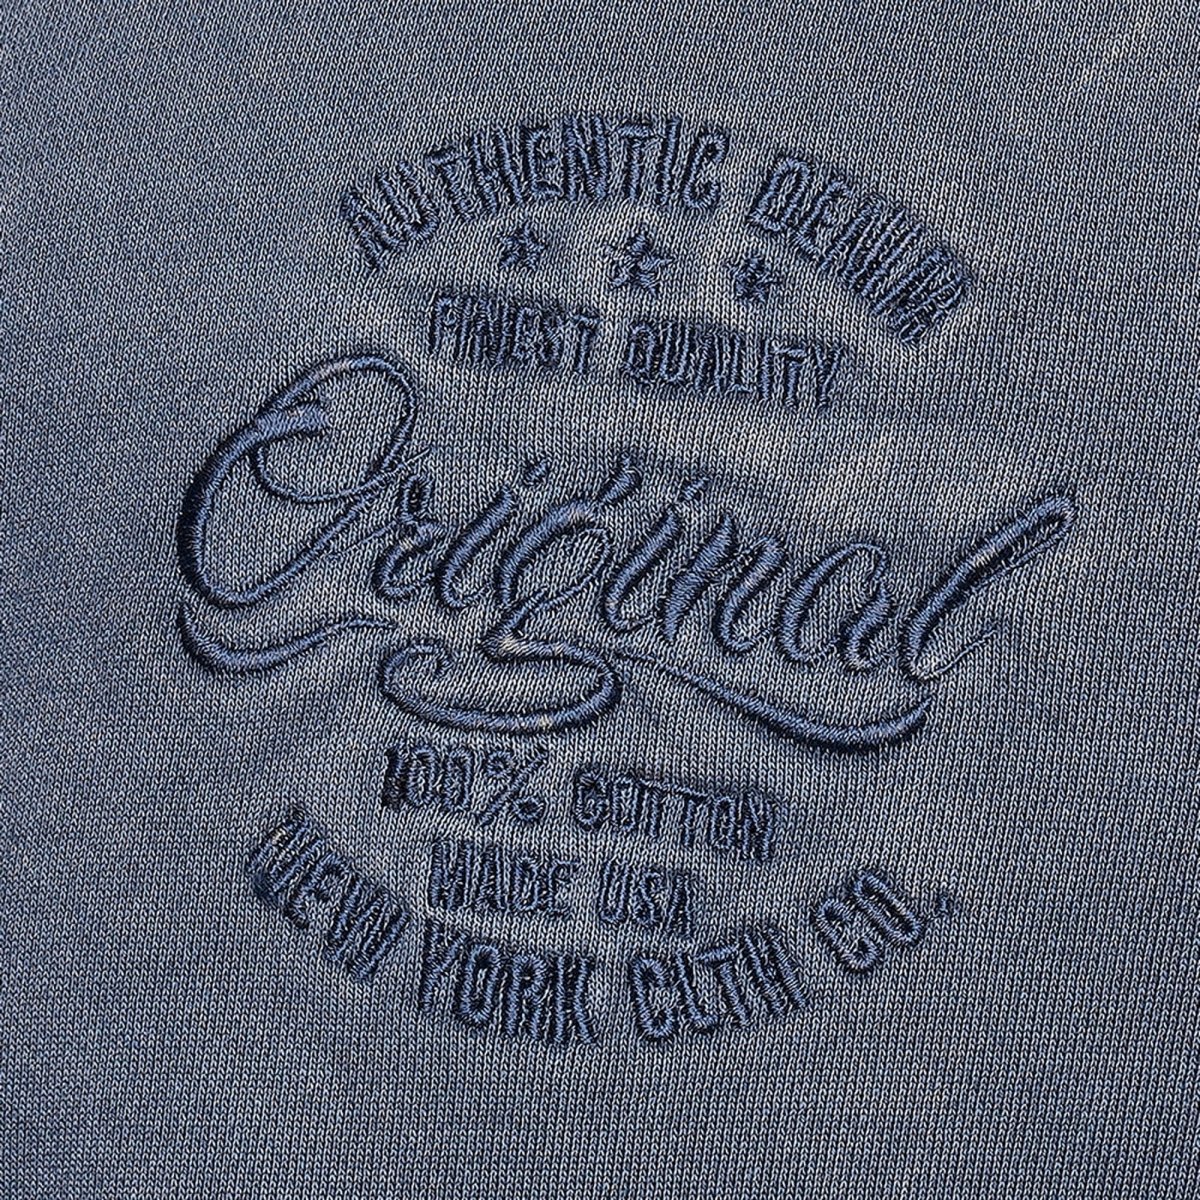 AUTHENTIC DENIM
FINEST QUALITY
Original
100% COTTON
MADE USA
NEW YORK CLTH CO.